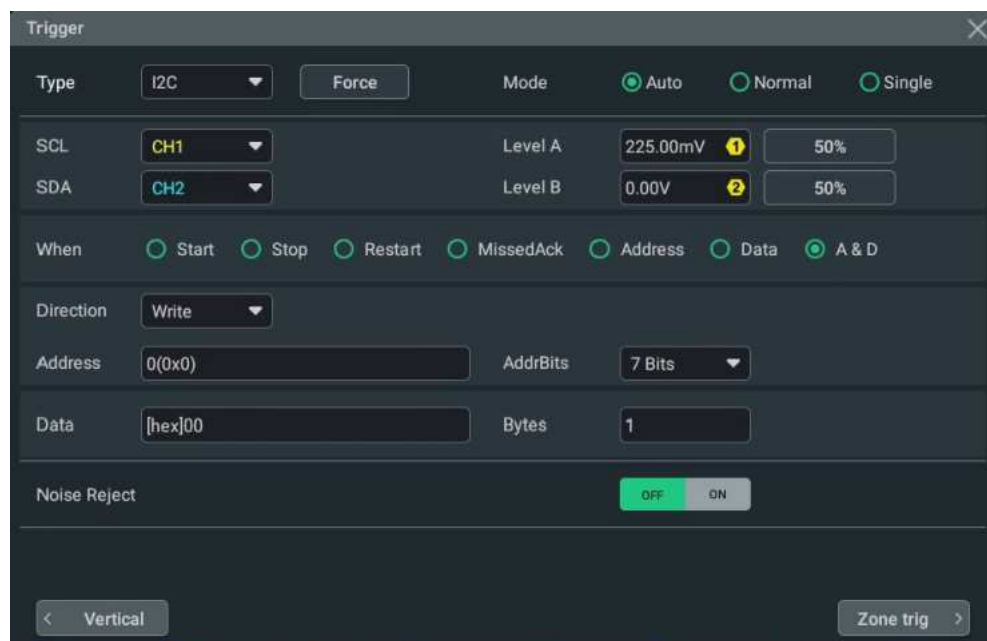 Trigger
Type I2C Force Mode Auto Normal Single
SCL CH1 Level A 225.00mV 1 50%
SDA CH2 Level B 0.00V 2 50%
When Start Stop Restart MissedAck Address Data A & D
Direction Write
Address 0(0x0) AddrBits 7 Bits
Data [hex]00 Bytes 1
Noise Reject OFF ON
< Vertical Zone trig >